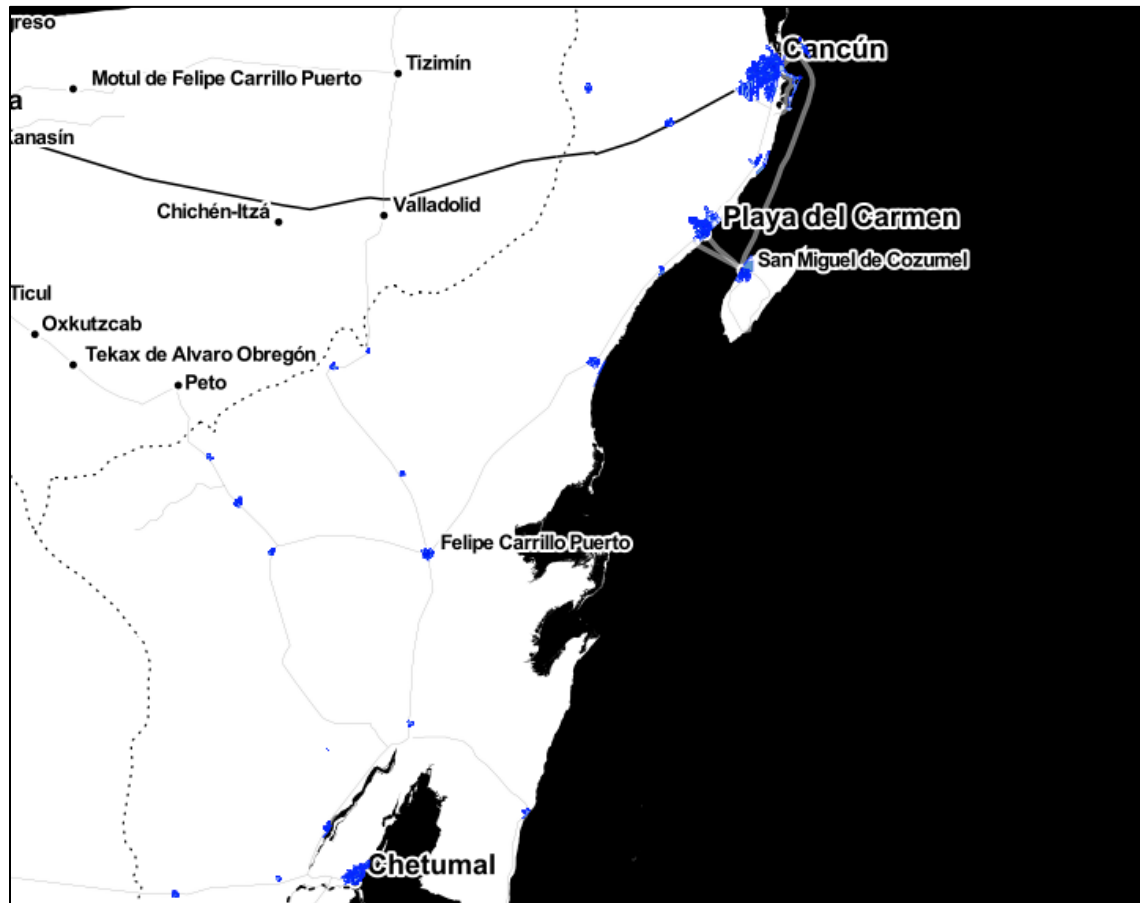 greso
Cancún
Tizimín
Motul de Felipe Carrillo Puerto
a
Kanasín
Chichén-Itzá
Valladolid
Playa del Carmen
San Miguel de Cozumel
Ticul
Oxkutzcab
Tekax de Alvaro Obregón
Peto
Felipe Carrillo Puerto
Chetumal